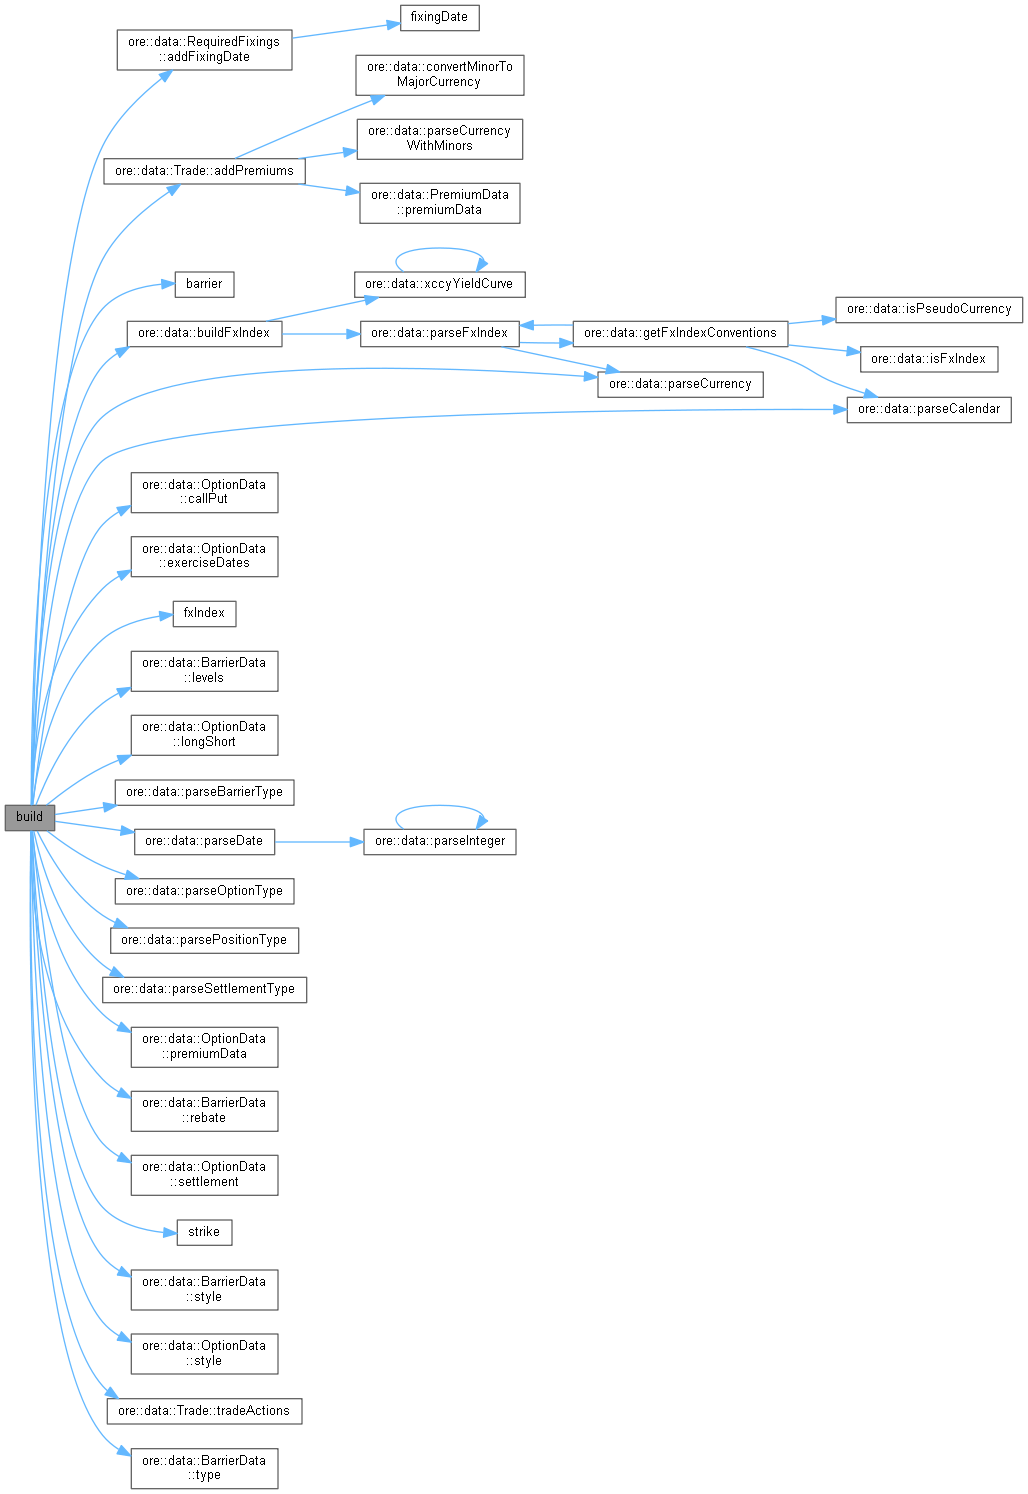 fixingDate
ore::data::RequiredFixings
::addFixingDate
ore::data::convertMinorTo
MajorCurrency
ore::data::parseCurrency
WithMinors
ore::data::Trade::addPremiums
ore::data::PremiumData
::premiumData
barrier
ore::data::xccyYieldCurve
ore::data::buildFxIndex
ore::data::parseFxIndex
ore::data::getFxIndexConventions
ore::data::isPseudoCurrency
ore::data::isFxIndex
ore::data::parseCurrency
ore::data::parseCalendar
ore::data::OptionData
::callPut
ore::data::OptionData
::exerciseDates
fxIndex
ore::data::BarrierData
::levels
ore::data::OptionData
::longShort
ore::data::parseBarrierType
build
ore::data::parseDate
ore::data::parseInteger
ore::data::parseOptionType
ore::data::parsePositionType
ore::data::parseSettlementType
ore::data::OptionData
::premiumData
ore::data::BarrierData
::rebate
ore::data::OptionData
::settlement
strike
ore::data::BarrierData
::style
ore::data::OptionData
::style
ore::data::Trade::tradeActions
ore::data::BarrierData
::type